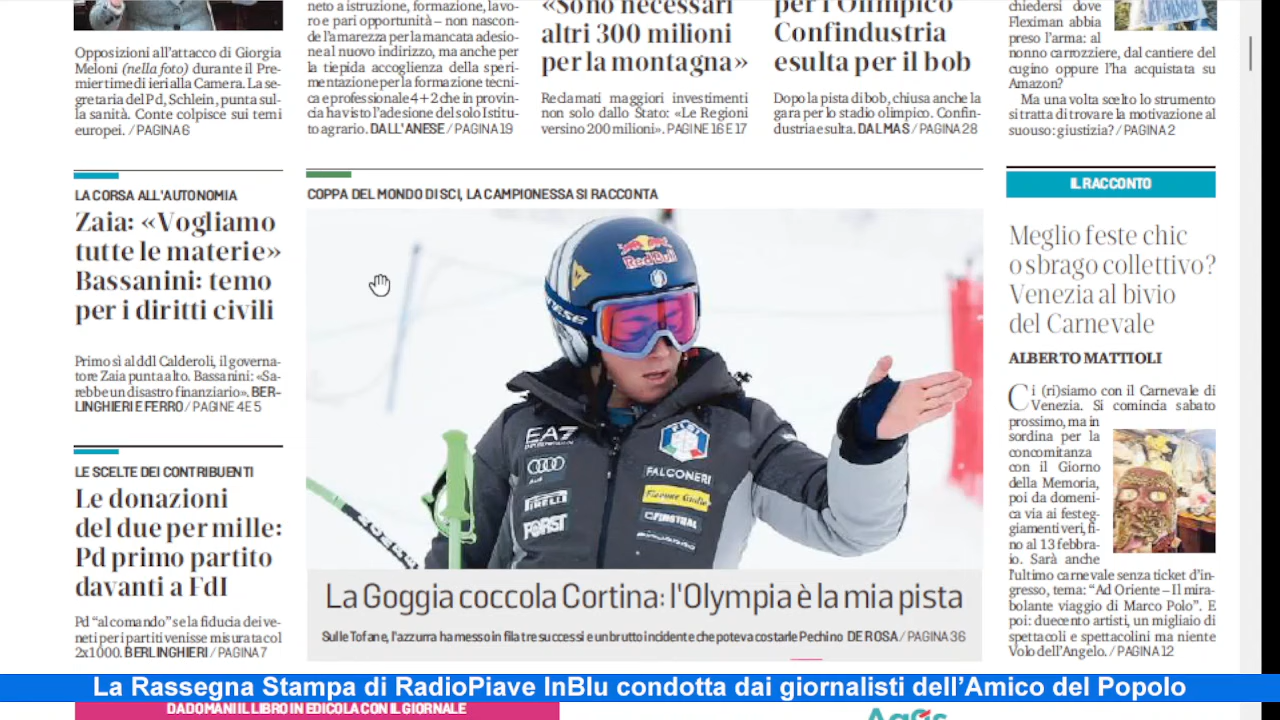 Opposizioni all'attacco di Giorgia
Meloni (nella foto) durante il Pre-
miertime di ieri alla Camera. La se-
gretaria del Pd, Schlein, punta sul-
la sanità. Conte colpisce sui temi
europei. / PAGINA 6
neto a istruzione, formazione, lavo-
ro e pari opportunità – non nascon-
de l'amarezza per la mancata adesio-
ne al nuovo indirizzo, ma anche per
la tiepida accoglienza della speri-
mentazione per la formazione tecni-
ca e professionale 4+2 che in provin-
cia ha visto l'adesione del solo Istitu-
to agrario. DALL'ANESE / PAGINA 19
«Sono necessari
altri 300 milioni
per la montagna»
Reclamati maggiori investimenti
non solo dallo Stato: «Le Regioni
versino 200 milioni». PAGINE 16 E 17
per l'Olimpico
Confindustria
esulta per il bob
Dopo la pista di bob, chiusa anche la
gara per lo stadio olimpico. Confin-
dustria esulta. DAL MAS / PAGINA 28
chiedersi dove
Fleximan abbia
preso l'arma: al
nonno carrozziere, dal cantiere del
cugino oppure l'ha acquistata su
Amazon?
Ma una volta scelto lo strumento
si tratta di trovare la motivazione al
suo uso: giustizia? / PAGINA 2
LA CORSA ALL'AUTONOMIA
Zaia: «Vogliamo
tutte le materie»
Bassanini: temo
per i diritti civili
Primo sì al ddl Calderoli, il governa-
tore Zaia punta alto. Bassanini: «Sa-
rebbe un disastro finanziario». BER-
LINGHIERI E FERRO / PAGINE 4 E 5
LE SCELTE DEI CONTRIBUENTI
Le donazioni
del due per mille:
Pd primo partito
davanti a FdI
Pd "al comando" se la fiducia dei ve-
neti per i partiti venisse misurata col
2x1000. BERLINGHIERI / PAGINA 7
COPPA DEL MONDO DI SCI, LA CAMPIONESSA SI RACCONTA
Red Bull
EA7
Audi
PIRELLI
FORST
FISI
FALCONERI
FINSTRAL
La Goggia coccola Cortina: l'Olympia è la mia pista
Sulle Tofane, l'azzurra ha messo in fila tre successi e un brutto incidente che poteva costarle Pechino DE ROSA / PAGINA 36
IL RACCONTO
Meglio feste chic
o sbrago collettivo?
Venezia al bivio
del Carnevale
ALBERTO MATTIOLI
Ci (ri)siamo con il Carnevale di
Venezia. Si comincia sabato
prossimo, ma in
sordina per la
concomitanza
con il Giorno
della Memoria,
poi da domeni-
ca via ai festeg-
giamenti veri, fi-
no al 13 febbra-
io. Sarà anche
l'ultimo carnevale senza ticket d'in-
gresso, tema: "Ad Oriente – Il mira-
bolante viaggio di Marco Polo". E
poi: duecento artisti, un migliaio di
spettacoli e spettacolini ma niente
Volo dell'Angelo. / PAGINA 12
La Rassegna Stampa di RadioPiave InBlu condotta dai giornalisti dell'Amico del Popolo
DA DOMANI IL LIBRO IN EDICOLA CON IL GIORNALE